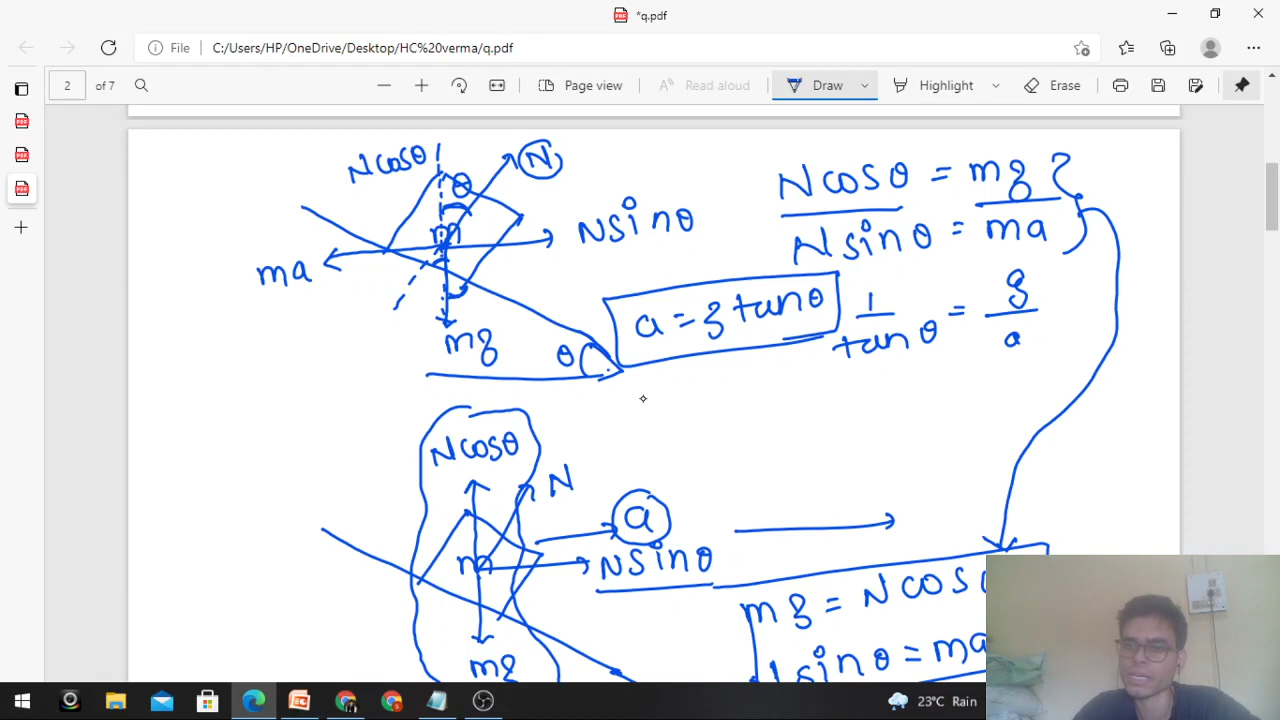 *q.pdf
File C:/Users/HP/OneDrive/Desktop/HC%20verma/q.pdf
2 of 7 Page view Read aloud Draw Highlight Erase
Ncosθ θ N
m
Nsinθ
ma
mg
θ
Ncosθ = mg
Nsinθ = ma
a = g tanθ
1/tanθ = g/a
Ncosθ
N
a
m
Nsinθ
mg
mg = Ncos
sinθ = ma
23°C Rain